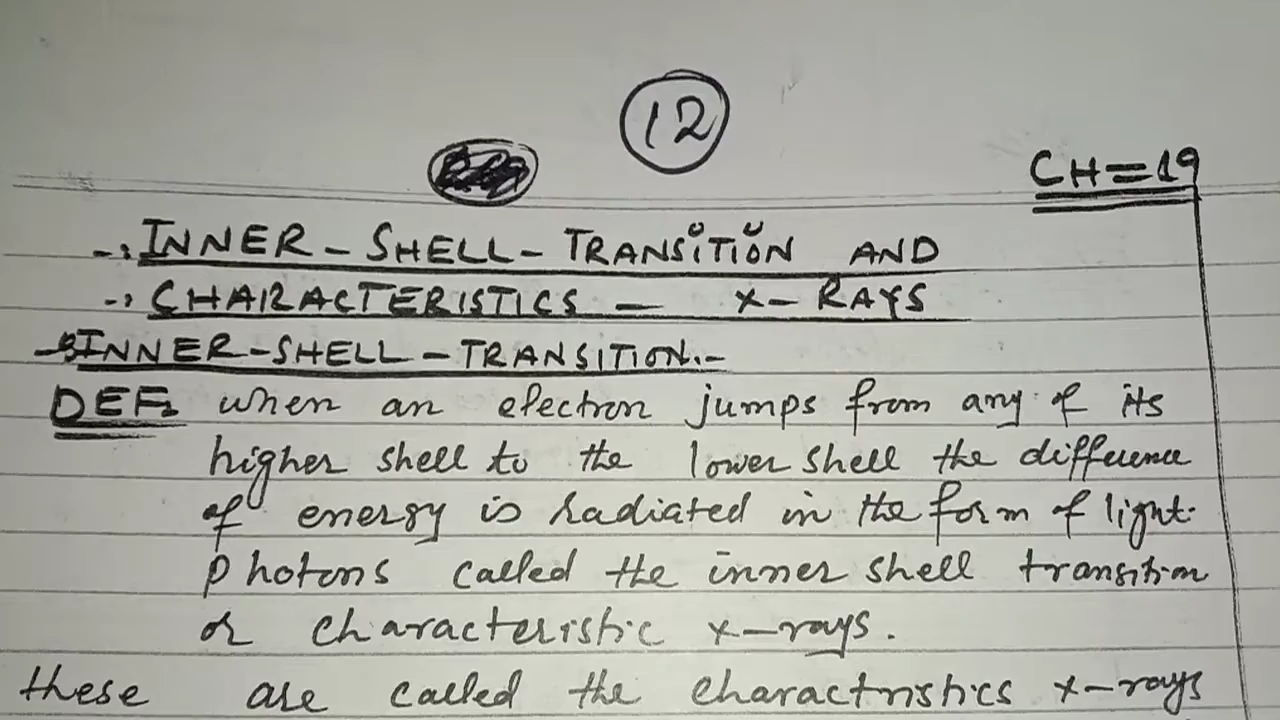 12
CH=19
-: INNER-SHELL-TRANSITION AND
-: CHARACTERISTICS — X-RAYS
INNER-SHELL-TRANSITION.-
DEF: when an electron jumps from any of its
higher shell to the lower shell the difference
of energy is radiated in the form of light
photons called the inner shell transition
or characteristic x-rays.
these are called the charactristics x-rays